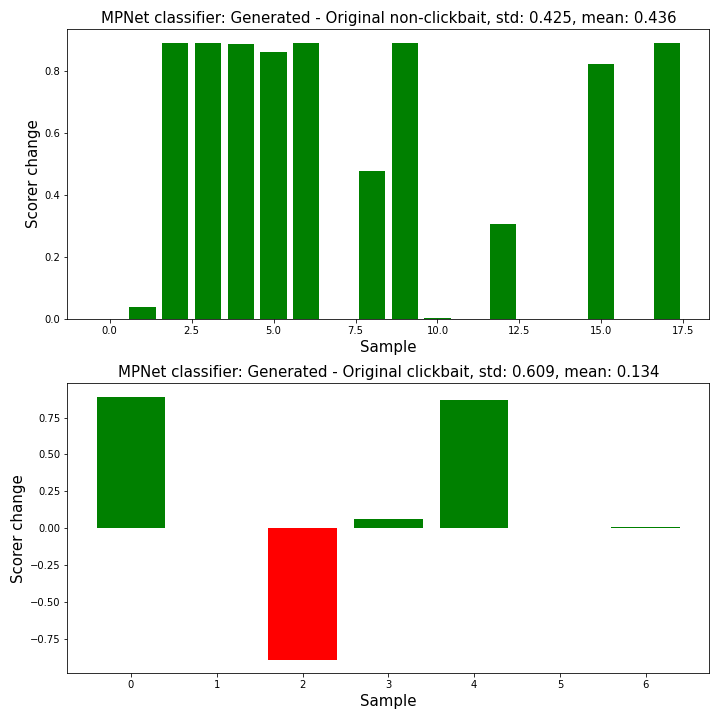 MPNet classifier: Generated - Original non-clickbait, std: 0.425, mean: 0.436
Scorer change
0.8
0.6
0.4
0.2
0.0
0.0 2.5 5.0 7.5 10.0 12.5 15.0 17.5
Sample
MPNet classifier: Generated - Original clickbait, std: 0.609, mean: 0.134
Scorer change
0.75
0.50
0.25
0.00
−0.25
−0.50
−0.75
0 1 2 3 4 5 6
Sample